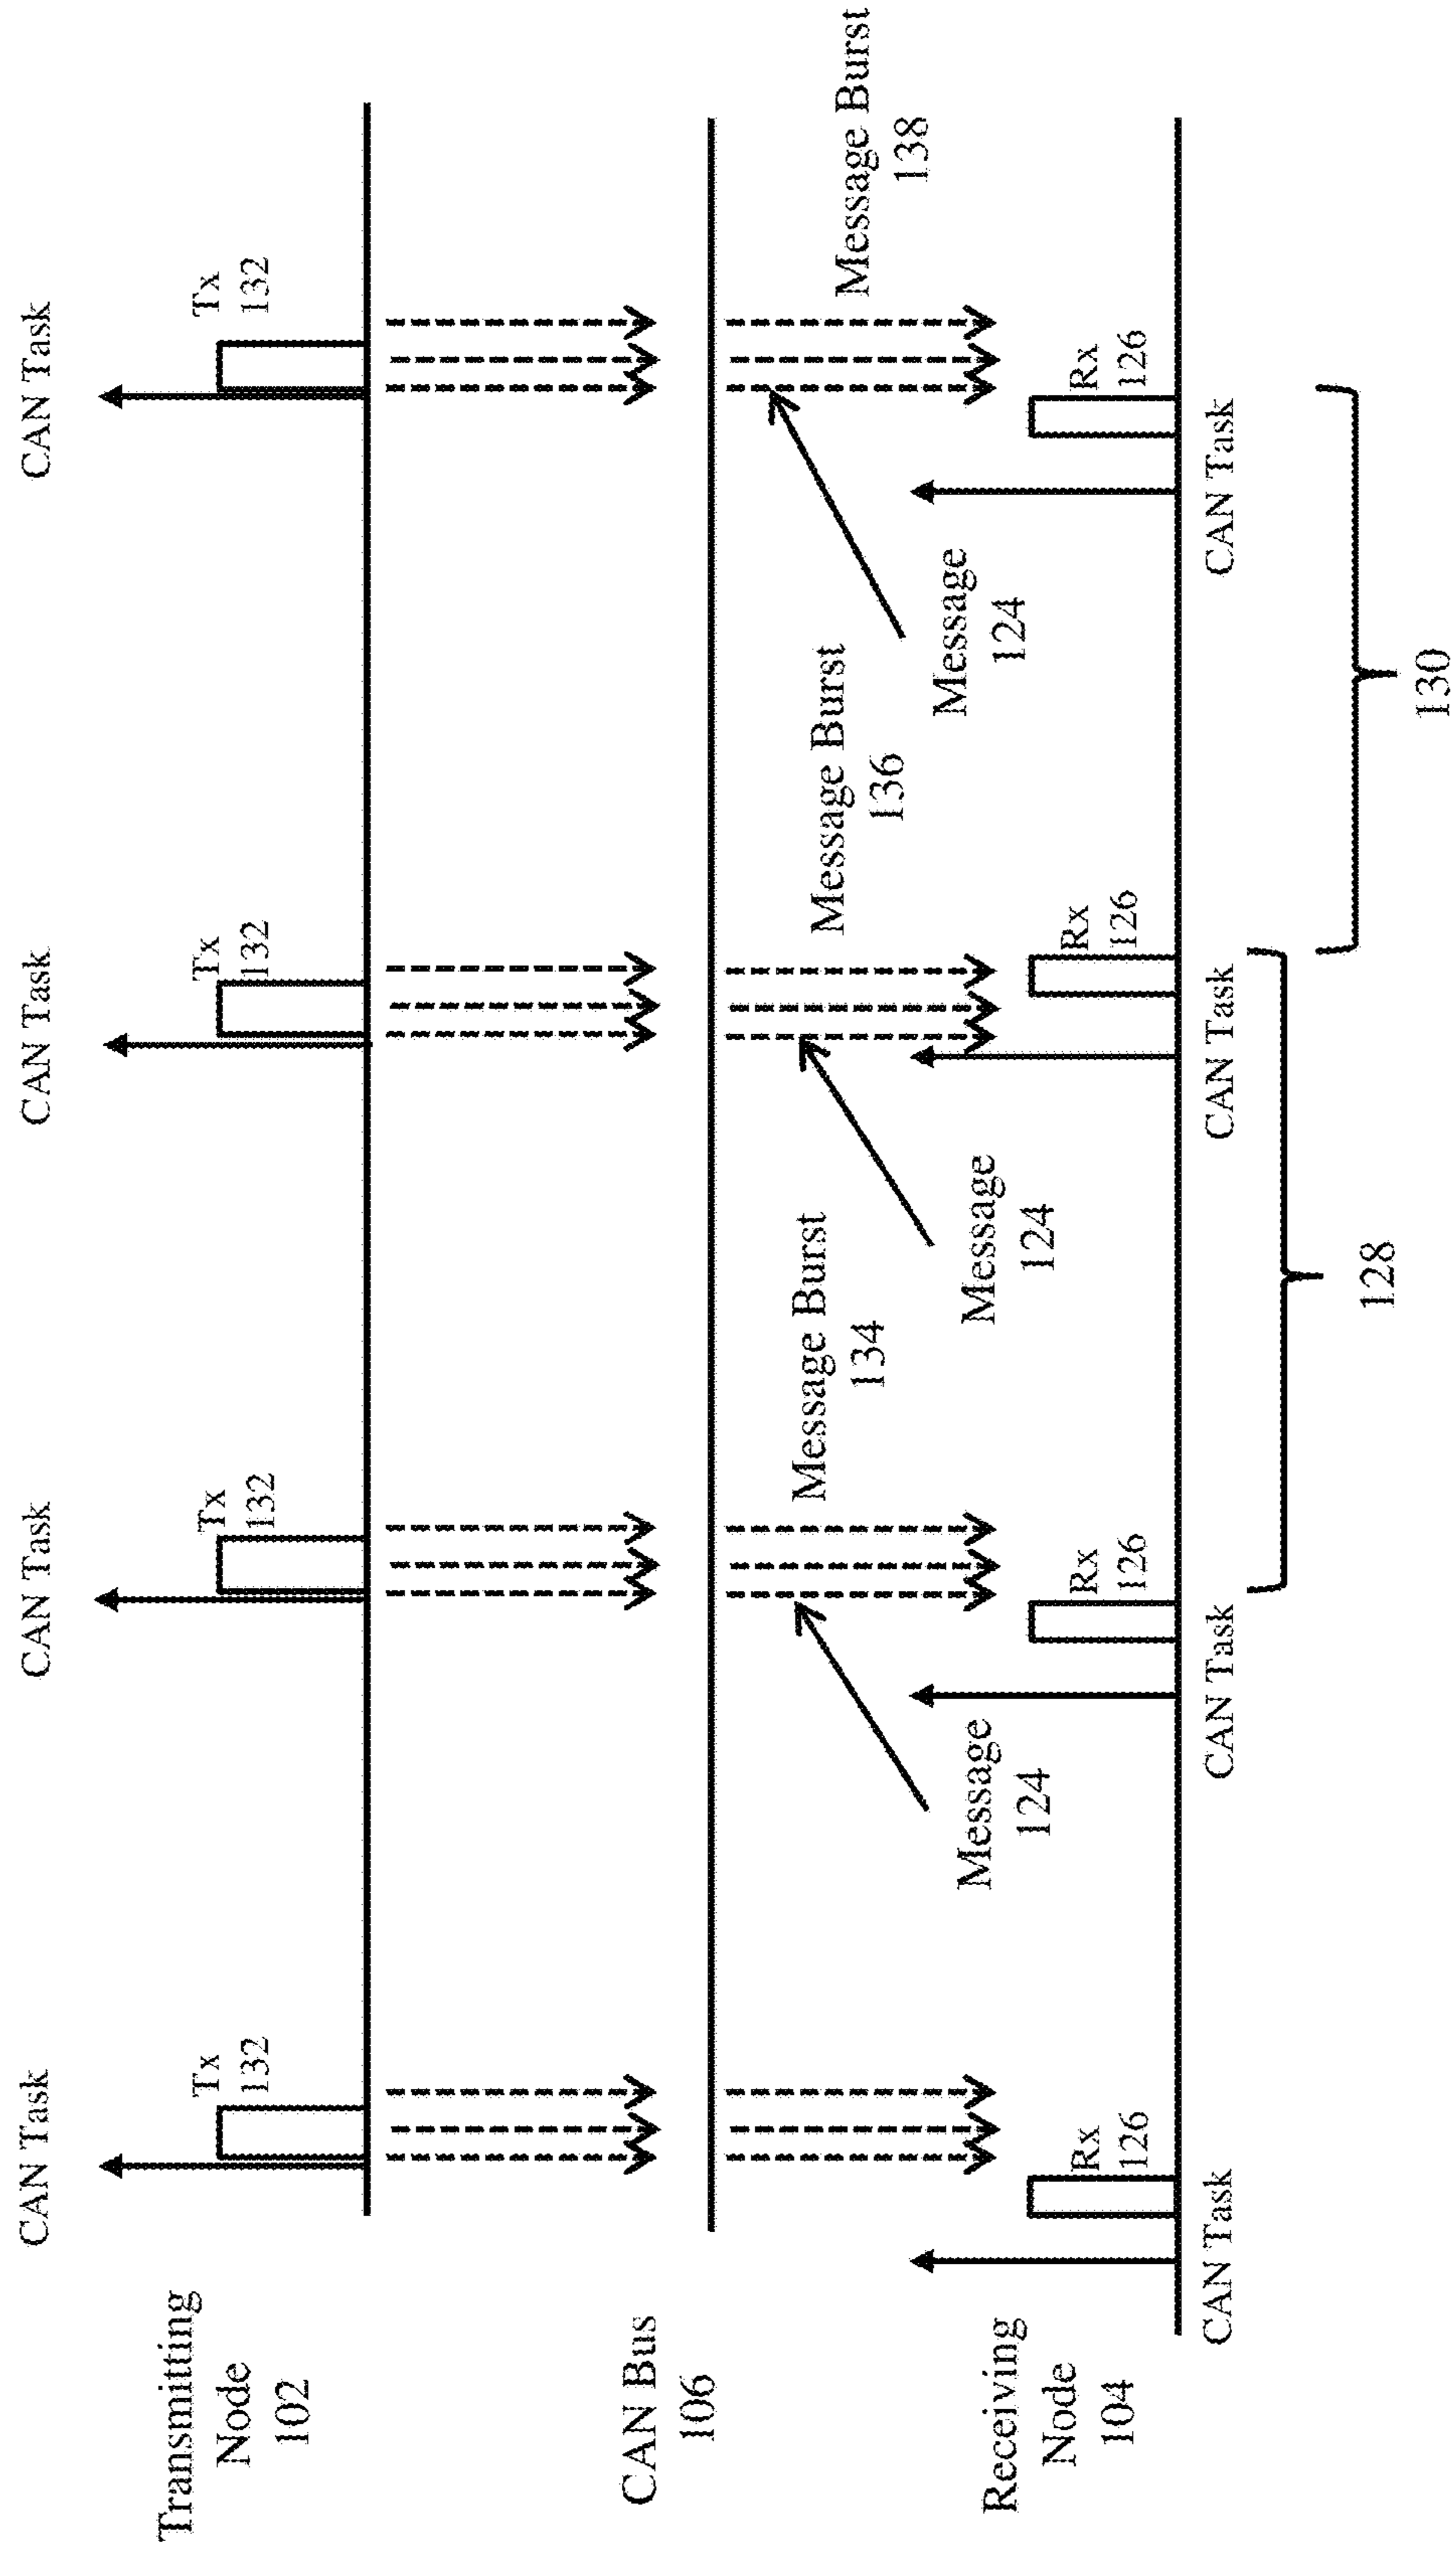 CAN Task
CAN Task
CAN Task
CAN Task
Transmitting
Node
102
Tx
132
Tx
132
Tx
132
Tx
132
CAN Bus
106
Message Burst
134
Message Burst
136
Message Burst
138
Message
124
Message
124
Message
124
Receiving
Node
104
Rx
126
Rx
126
Rx
126
Rx
126
CAN Task
CAN Task
CAN Task
CAN Task
128
130